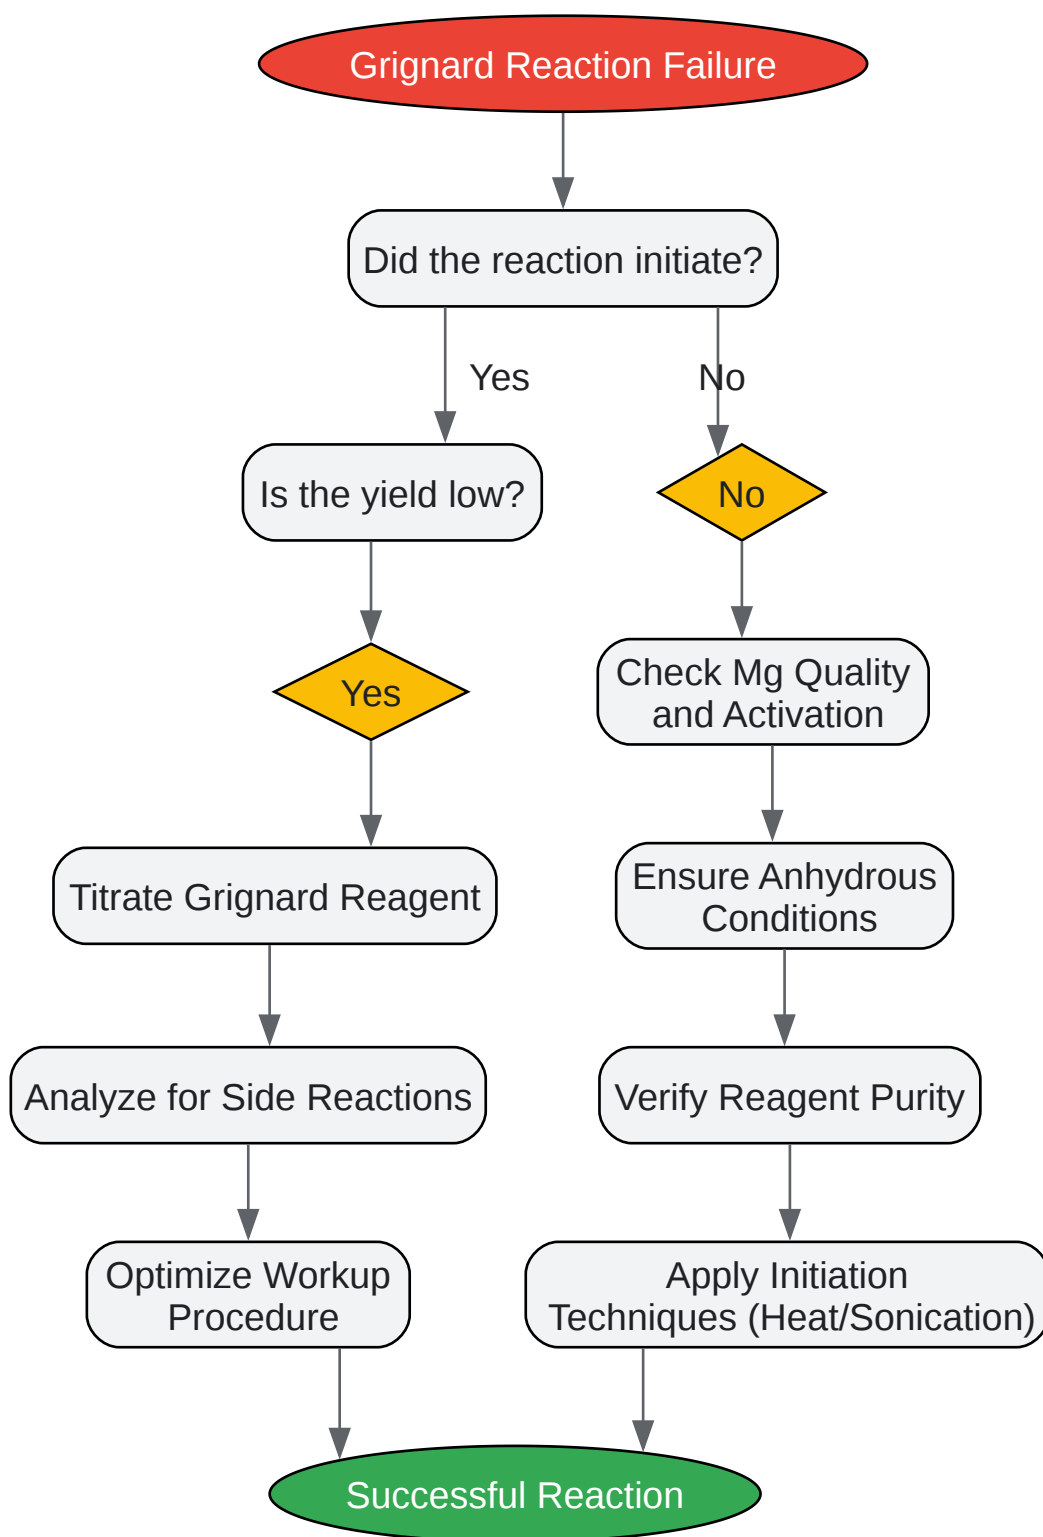 Grignard Reaction Failure
Did the reaction initiate?
Yes
No
Is the yield low?
No
Yes
Check Mg Quality
and Activation
Titrate Grignard Reagent
Ensure Anhydrous
Conditions
Analyze for Side Reactions
Verify Reagent Purity
Optimize Workup
Procedure
Apply Initiation
Techniques (Heat/Sonication)
Successful Reaction